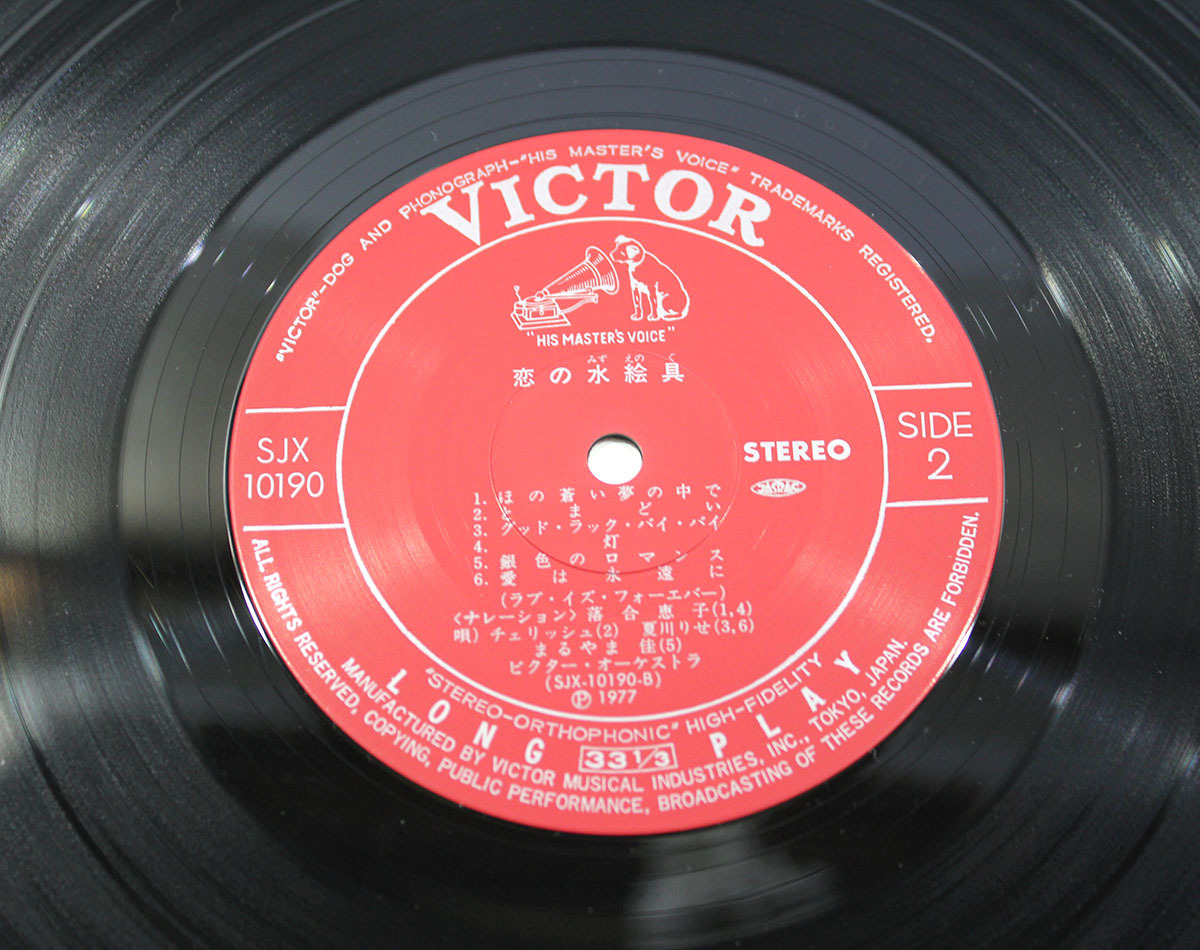 "VICTOR"-DOG AND PHONOGRAPH-"HIS MASTER'S VOICE" TRADEMARKS REGISTERED.
VICTOR
"HIS MASTER'S VOICE"
みずえのぐ
恋の水絵具
SJX
10190
STEREO
JASRAC
SIDE
2
1. ほの蒼い夢の中で
2. とまどい
3. グッド・ラック・バイ・バイ
4. 灯
5. 銀色のロマンス
6. 愛は永遠に
(ラブ・イズ・フォーエバー)
〈ナレーション〉落合恵子(1,4)
唄) チェリッシュ(2) 夏川りせ(3,6)
まるやま 佳(5)
ビクター・オーケストラ
(SJX-10190-B)
Ⓟ 1977
"STEREO-ORTHOPHONIC" HIGH-FIDELITY
LONG 33 1/3 PLAY
MANUFACTURED BY VICTOR MUSICAL INDUSTRIES, INC., TOKYO, JAPAN.
ALL RIGHTS RESERVED, COPYING, PUBLIC PERFORMANCE, BROADCASTING OF THESE RECORDS ARE FORBIDDEN.